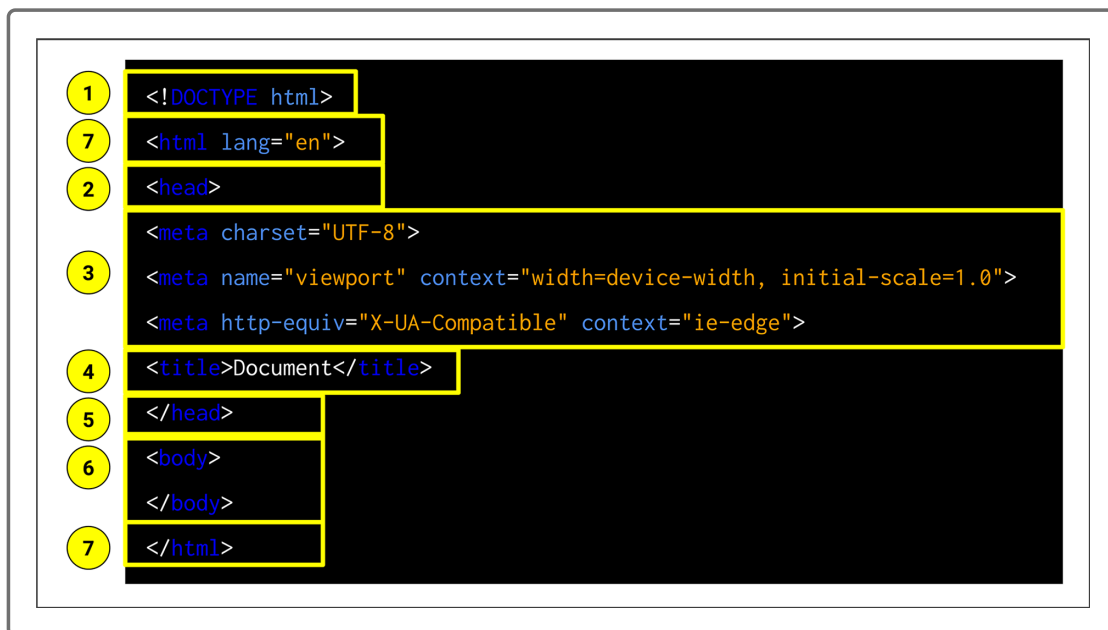 1 <!DOCTYPE html>
7 <html lang="en">
2 <head>
<meta charset="UTF-8">
3 <meta name="viewport" context="width=device-width, initial-scale=1.0">
<meta http-equiv="X-UA-Compatible" context="ie-edge">
4 <title>Document</title>
5 </head>
6 <body>
</body>
7 </html>